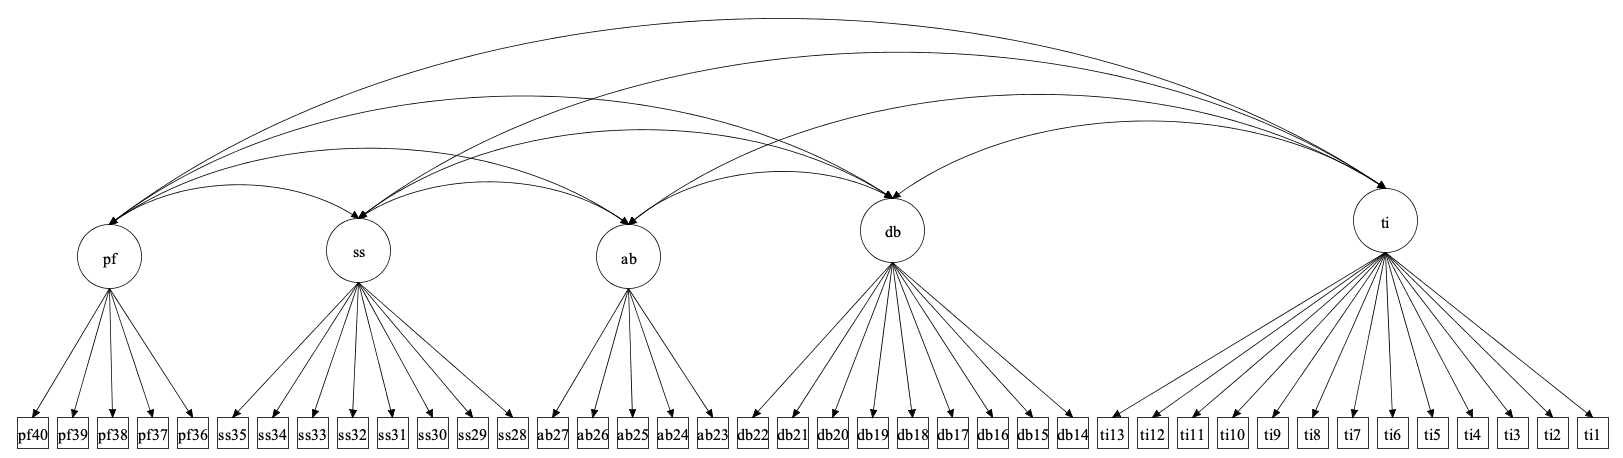 pf ss ab db ti
pf40 pf39 pf38 pf37 pf36 ss35 ss34 ss33 ss32 ss31 ss30 ss29 ss28 ab27 ab26 ab25 ab24 ab23 db22 db21 db20 db19 db18 db17 db16 db15 db14 ti13 ti12 ti11 ti10 ti9 ti8 ti7 ti6 ti5 ti4 ti3 ti2 ti1